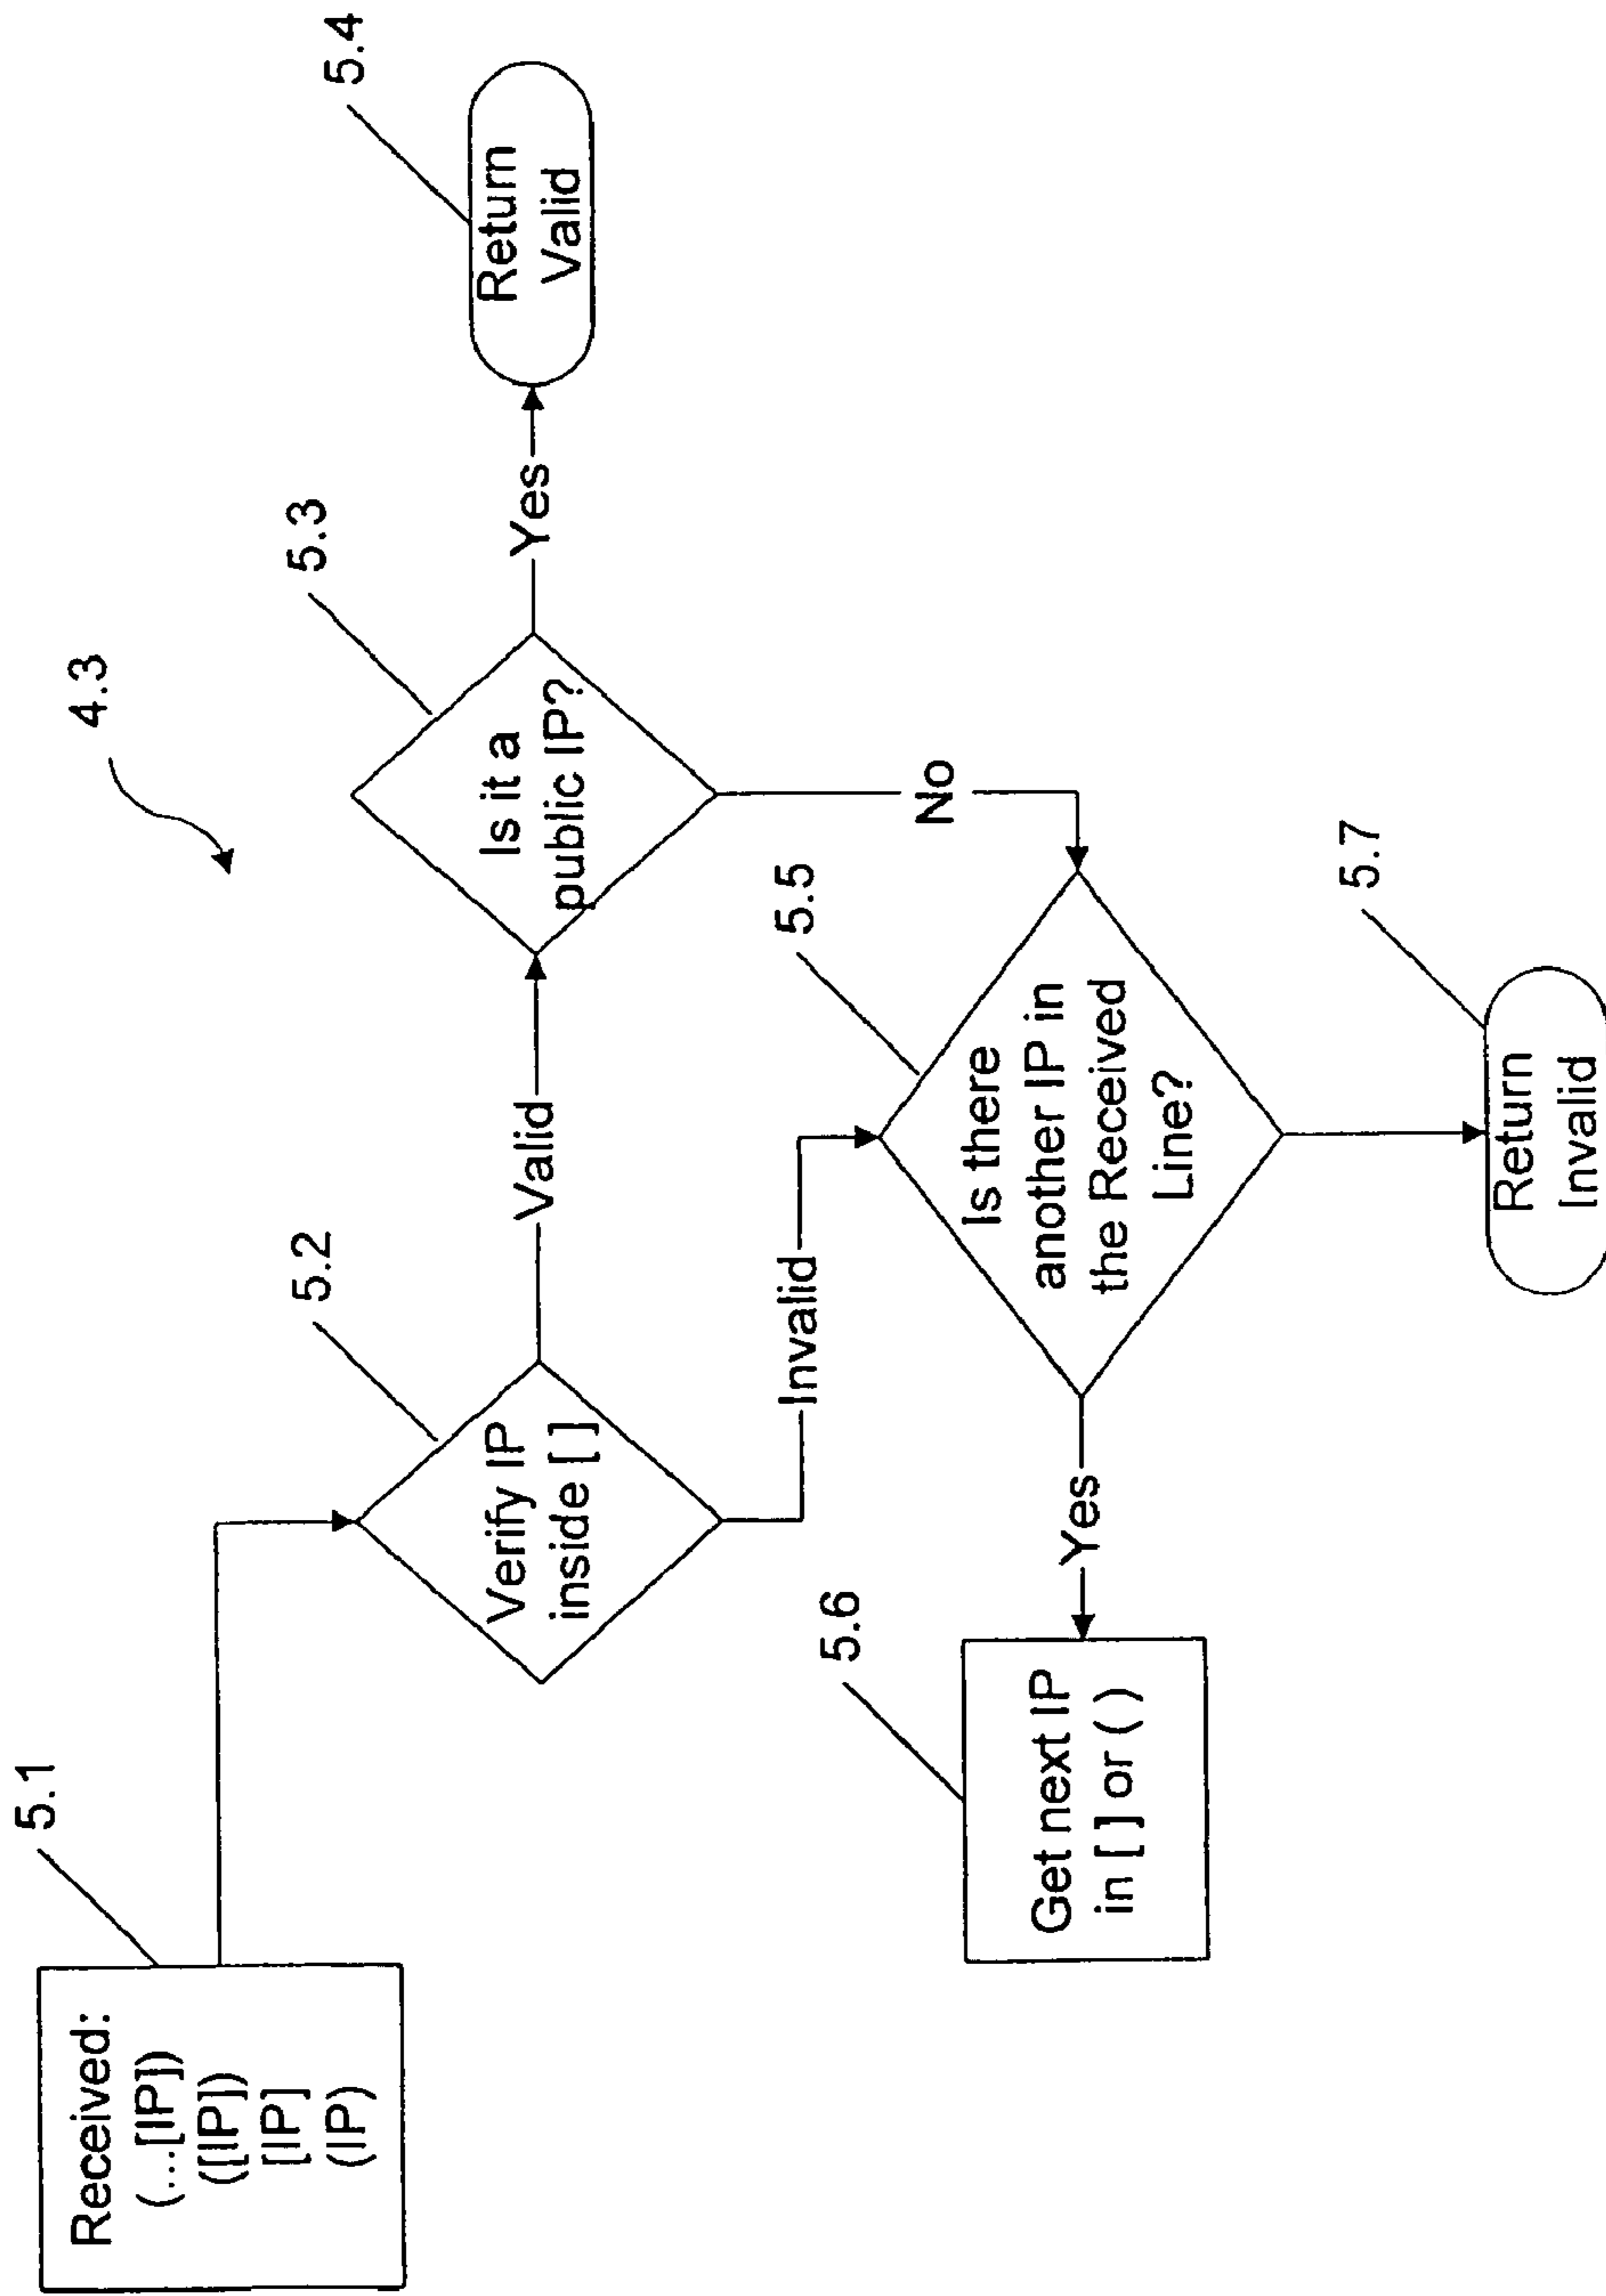 4.3
5.1
Received:
(....[IP])
([IP])
[IP]
(IP)
5.2
Verify IP
inside [ ]
Valid
5.3
Is it a
public IP?
Yes
5.4
Return
Valid
Invalid
No
5.5
Is there
another IP in
the Received
Line?
Yes
5.6
Get next IP
in [ ] or ( )
5.7
Return
Invalid